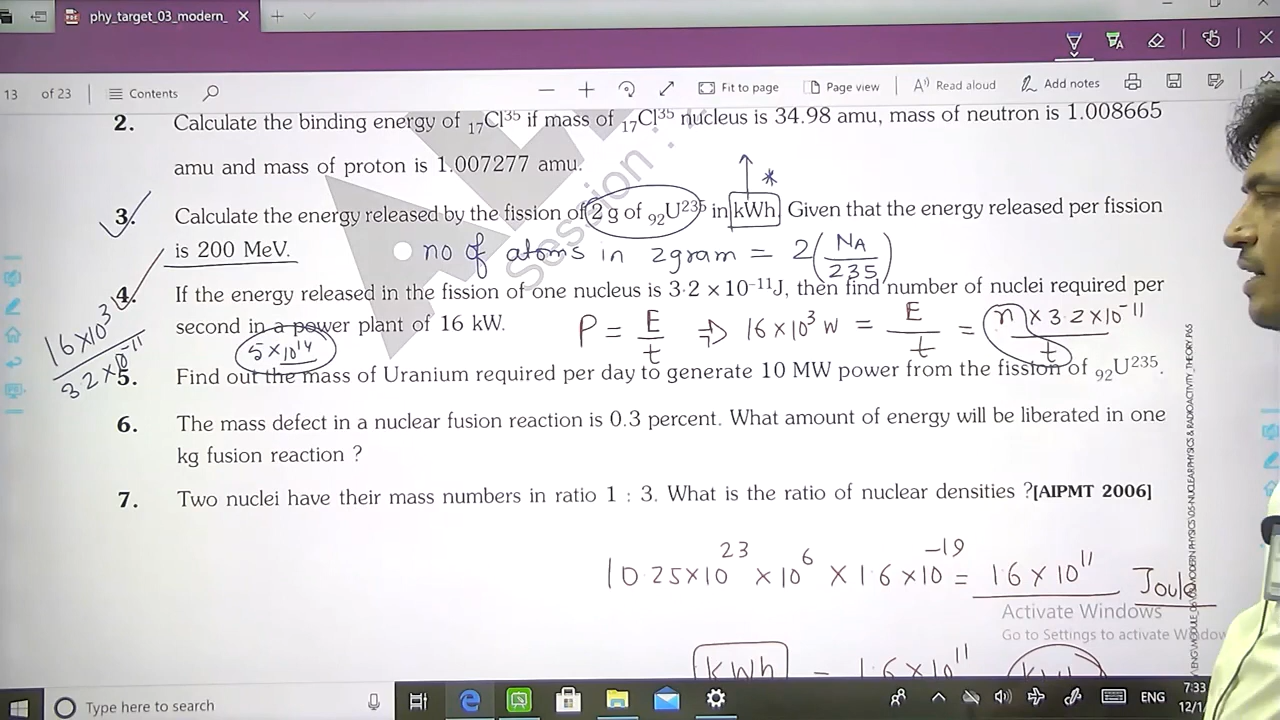 phy_target_03_modern_
13 of 23 Contents Fit to page Page view Read aloud Add notes
2. Calculate the binding energy of ₁₇Cl³⁵ if mass of ₁₇Cl³⁵ nucleus is 34.98 amu, mass of neutron is 1.008665
amu and mass of proton is 1.007277 amu.
3. Calculate the energy released by the fission of 2 g of ₉₂U²³⁵ in kWh. Given that the energy released per fission
is 200 MeV.
no of atoms in 2gram = 2(NA/235)
4. If the energy released in the fission of one nucleus is 3·2 × 10⁻¹¹J, then find number of nuclei required per
second in a power plant of 16 kW.
P = E/t ⇒ 16×10³ W = E/t = n × 3.2×10⁻¹¹/t
16×10³/3.2×10⁻¹¹
5×10¹⁴
5. Find out the mass of Uranium required per day to generate 10 MW power from the fission of ₉₂U²³⁵.
6. The mass defect in a nuclear fusion reaction is 0.3 percent. What amount of energy will be liberated in one
kg fusion reaction ?
7. Two nuclei have their mass numbers in ratio 1 : 3. What is the ratio of nuclear densities ?[AIPMT 2006]
10.25×10²³ × 10⁶ × 1.6×10⁻¹⁹ = 1.6 × 10¹¹ Joule
Activate Windows
Go to Settings to activate Window
kWh = 1.6 × 10¹¹
Session :
Type here to search
ENG
7:33
12/1